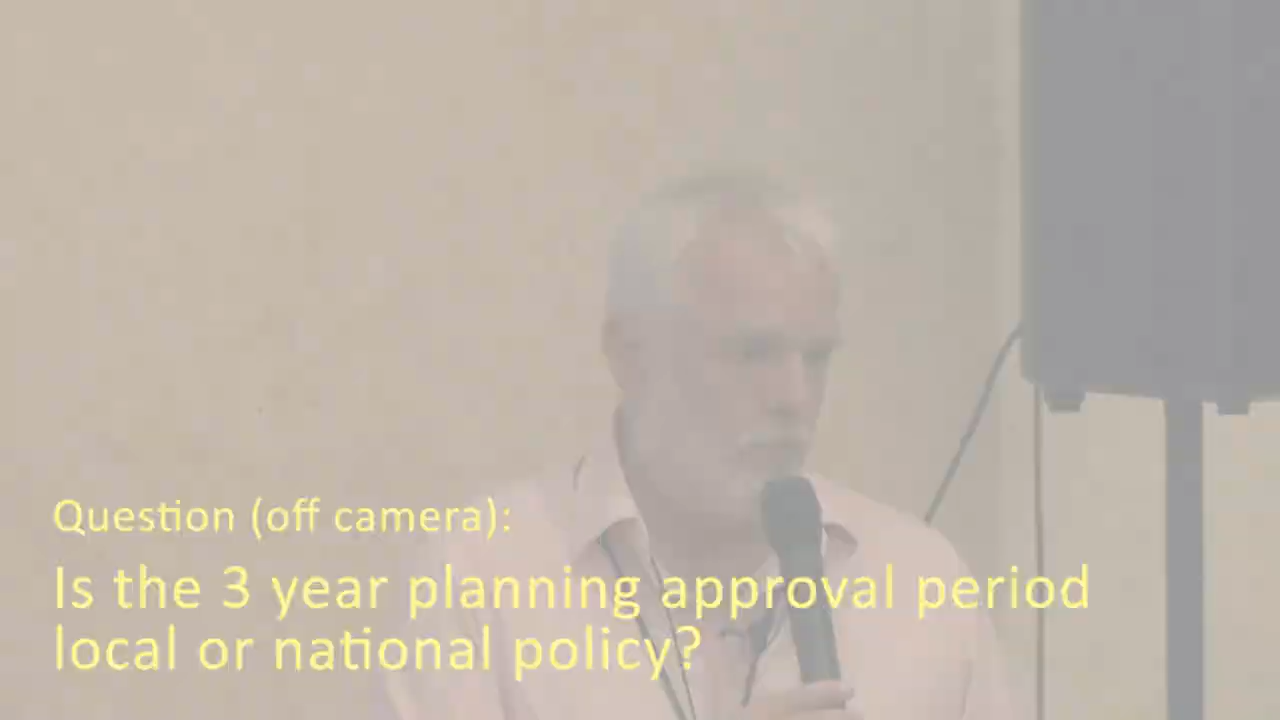 Question (off camera):
Is the 3 year planning approval period
local or national policy?